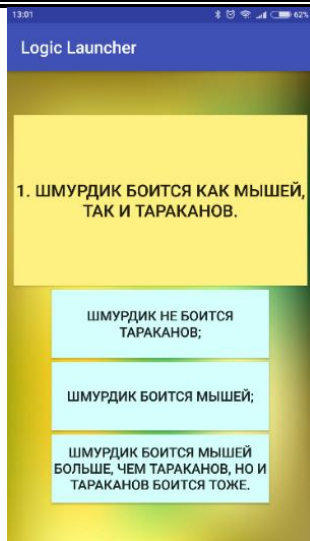 13:01
62%
Logic Launcher
1. ШМУРДИК БОИТСЯ КАК МЫШЕЙ,
ТАК И ТАРАКАНОВ.
ШМУРДИК НЕ БОИТСЯ
ТАРАКАНОВ;
ШМУРДИК БОИТСЯ МЫШЕЙ;
ШМУРДИК БОИТСЯ МЫШЕЙ
БОЛЬШЕ, ЧЕМ ТАРАКАНОВ, НО И
ТАРАКАНОВ БОИТСЯ ТОЖЕ.